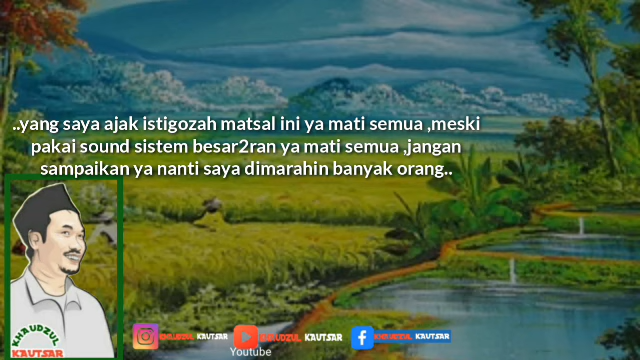 ..yang saya ajak istigozah matsal ini ya mati semua ,meski
pakai sound sistem besar2ran ya mati semua ,jangan
sampaikan ya nanti saya dimarahin banyak orang..
KHAUDZUL
KAUTSAR
KHAUDZUL KAUTSAR
KHAUDZUL KAUTSAR
KHAUDZUL KAUTSAR
Youtube